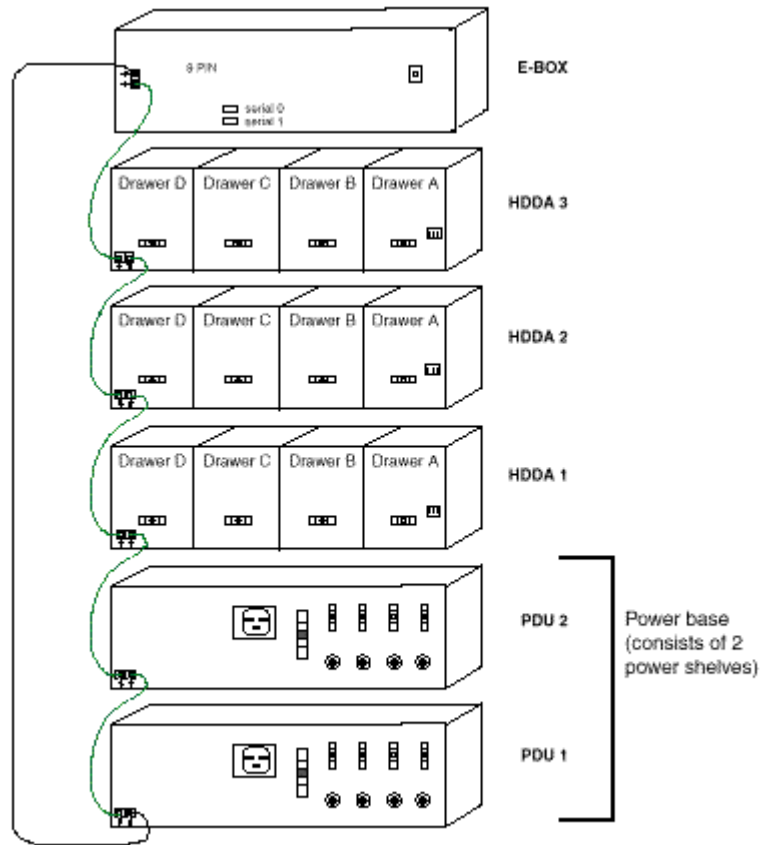 E-BOX
9 PIN
serial 0
serial 1
Drawer D Drawer C Drawer B Drawer A
HDDA 3
Drawer D Drawer C Drawer B Drawer A
HDDA 2
Drawer D Drawer C Drawer B Drawer A
HDDA 1
PDU 2
Power base
(consists of 2
power shelves)
PDU 1